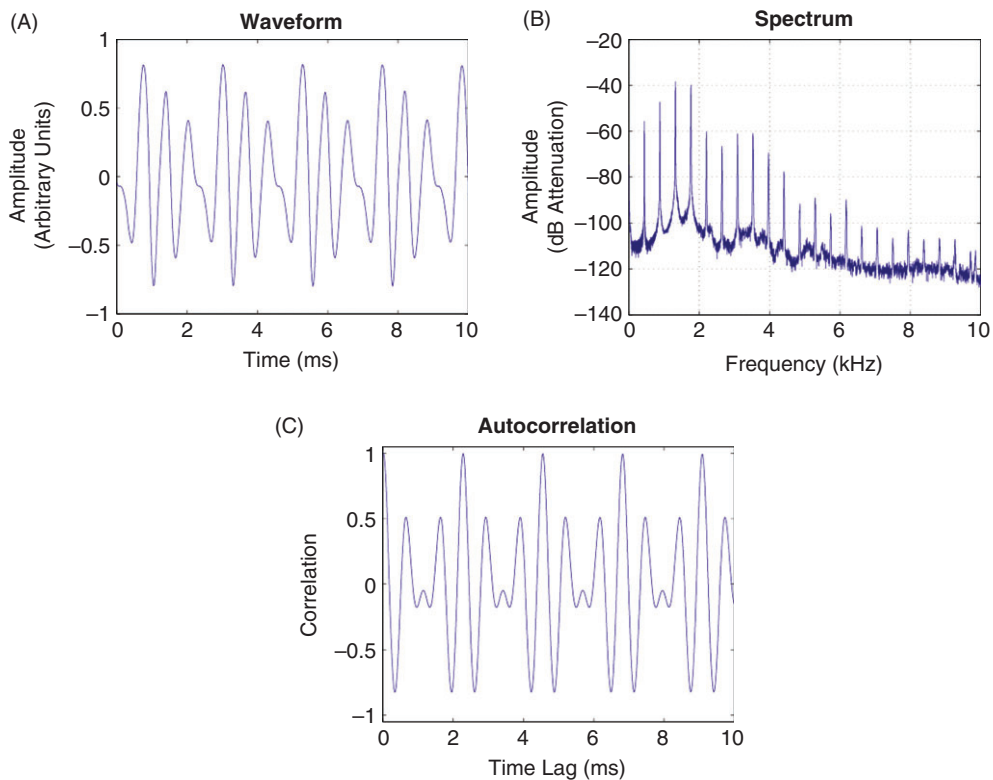 (A)
Waveform
Amplitude
(Arbitrary Units)
1
0.5
0
–0.5
–1
0 2 4 6 8 10
Time (ms)
(B)
Spectrum
Amplitude
(dB Attenuation)
–20
–40
–60
–80
–100
–120
–140
0 2 4 6 8 10
Frequency (kHz)
(C)
Autocorrelation
Correlation
1
0.5
0
–0.5
–1
0 2 4 6 8 10
Time Lag (ms)